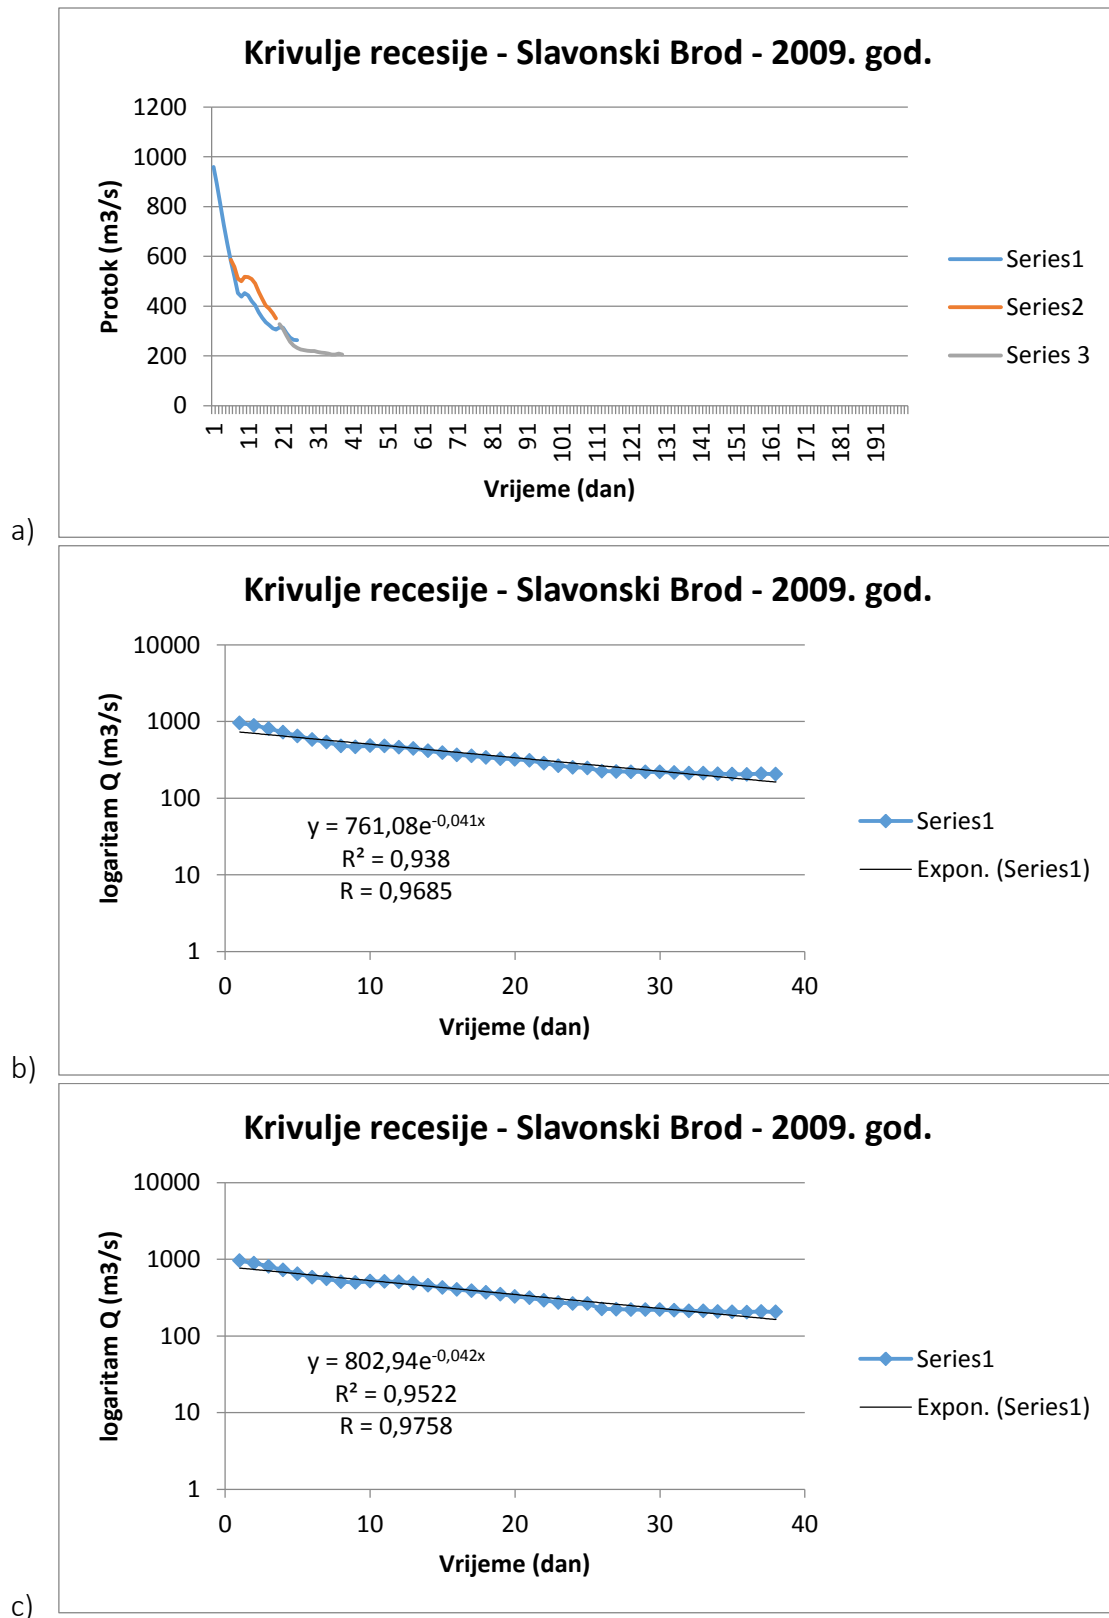 Krivulje recesije - Slavonski Brod - 2009. god.
1200
1000
800
600
400
200
0
Protok (m3/s)
1 11 21 31 41 51 61 71 81 91 101 111 121 131 141 151 161 171 181 191
Vrijeme (dan)
Series1
Series2
Series 3
a)
Krivulje recesije - Slavonski Brod - 2009. god.
10000
1000
100
10
1
logaritam Q (m3/s)
y = 761,08e^-0,041x
R² = 0,938
R = 0,9685
0 10 20 30 40
Vrijeme (dan)
Series1
Expon. (Series1)
b)
Krivulje recesije - Slavonski Brod - 2009. god.
10000
1000
100
10
1
logaritam Q (m3/s)
y = 802,94e^-0,042x
R² = 0,9522
R = 0,9758
0 10 20 30 40
Vrijeme (dan)
Series1
Expon. (Series1)
c)